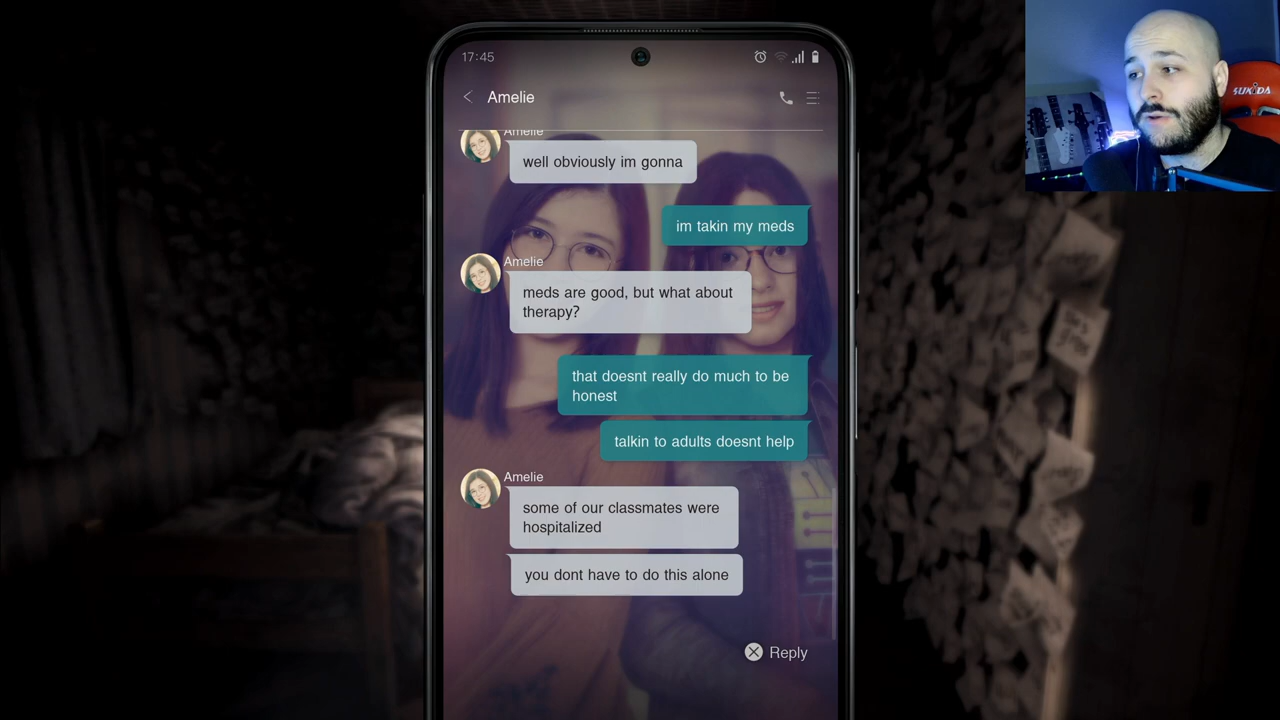 17:45
Amelie
Amelie
well obviously im gonna
im takin my meds
Amelie
meds are good, but what about
therapy?
that doesnt really do much to be
honest
talkin to adults doesnt help
Amelie
some of our classmates were
hospitalized
you dont have to do this alone
Reply